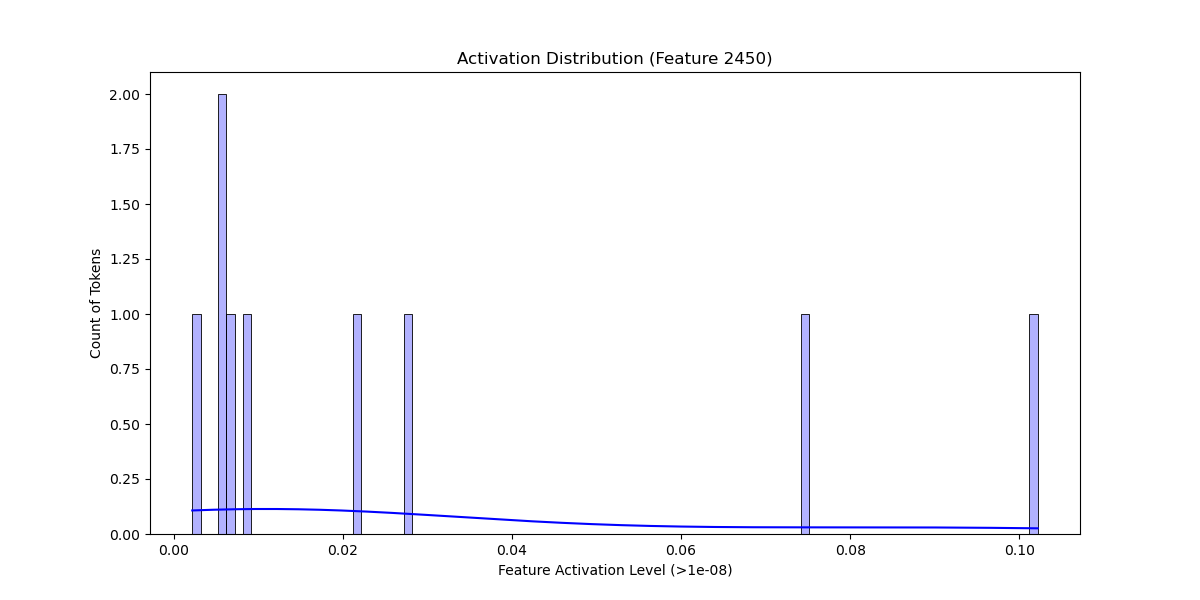 Activation Distribution (Feature 2450)
2.00
1.75
1.50
1.25
1.00
0.75
0.50
0.25
0.00
Count of Tokens
0.00 0.02 0.04 0.06 0.08 0.10
Feature Activation Level (>1e-08)